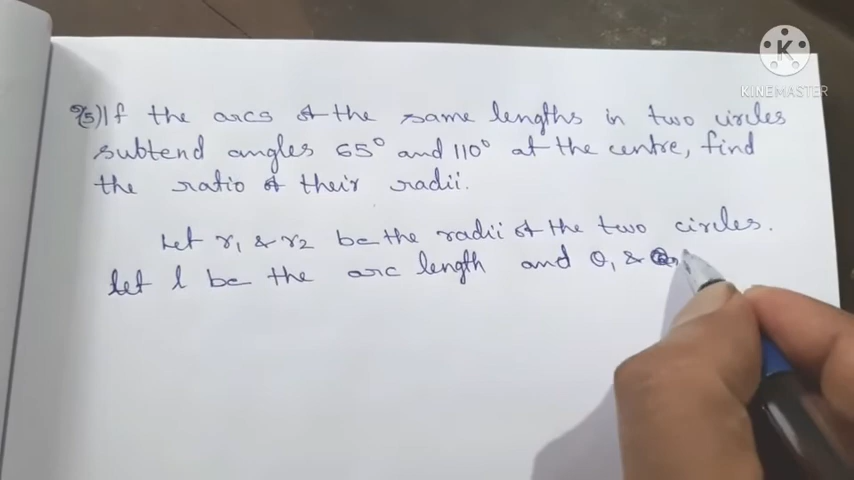 K
KINEMASTER
Q5) If the arcs of the same lengths in two circles
subtend angles 65° and 110° at the centre, find
the ratio of their radii.
Let r₁ & r₂ be the radii of the two circles.
Let l be the arc length and θ₁ &